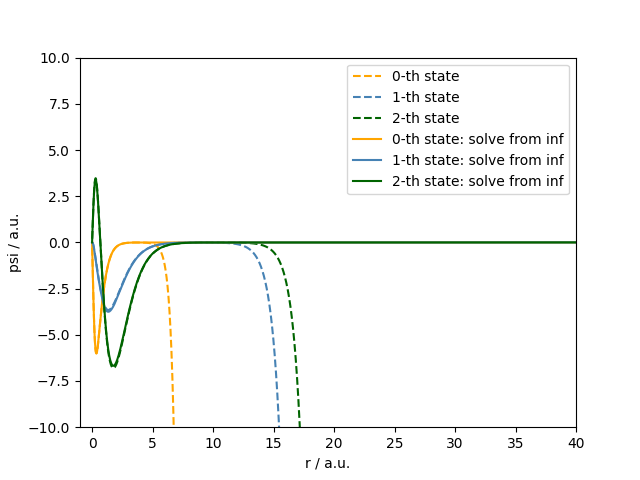 10.0
7.5
5.0
2.5
0.0
−2.5
−5.0
−7.5
−10.0
psi / a.u.
0-th state
1-th state
2-th state
0-th state: solve from inf
1-th state: solve from inf
2-th state: solve from inf
0 5 10 15 20 25 30 35 40
r / a.u.